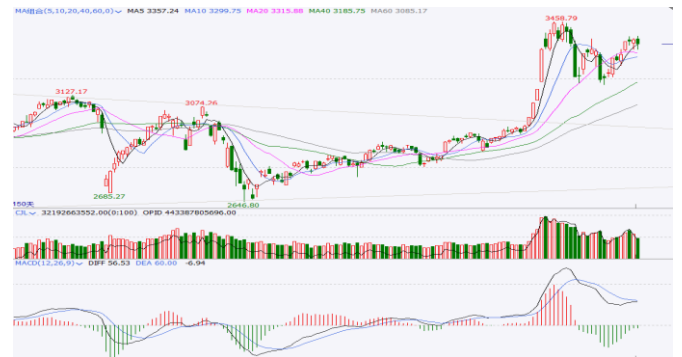 MA组合(5,10,20,40,60,0) MA5 3357.24 MA10 3299.75 MA20 3315.88 MA40 3185.75 MA60 3085.17
3458.79
3127.17
3074.26
2685.27
2646.80
150天
CJL 32192663552.00(0:100) OPID 443387805696.00
MACD(12,26,9) DIFF 56.53 DEA 60.00 -6.94